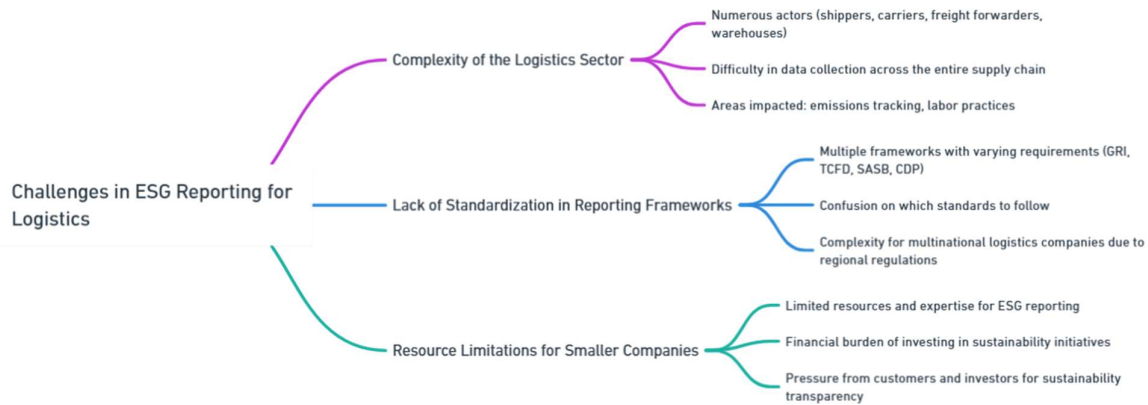 Challenges in ESG Reporting for
Logistics
Complexity of the Logistics Sector
Numerous actors (shippers, carriers, freight forwarders,
warehouses)
Difficulty in data collection across the entire supply chain
Areas impacted: emissions tracking, labor practices
Lack of Standardization in Reporting Frameworks
Multiple frameworks with varying requirements (GRI,
TCFD, SASB, CDP)
Confusion on which standards to follow
Complexity for multinational logistics companies due to
regional regulations
Resource Limitations for Smaller Companies
Limited resources and expertise for ESG reporting
Financial burden of investing in sustainability initiatives
Pressure from customers and investors for sustainability
transparency